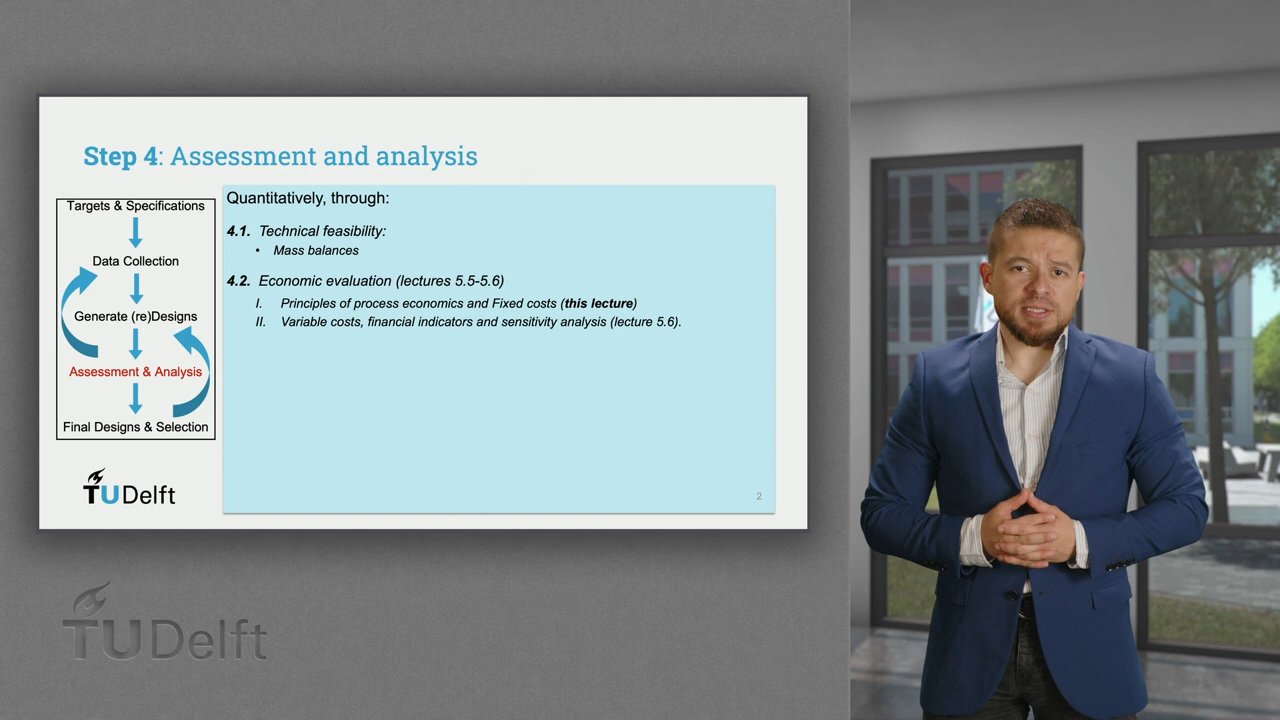 Step 4: Assessment and analysis
Targets & Specifications
Data Collection
Generate (re)Designs
Assessment & Analysis
Final Designs & Selection
Quantitatively, through:
4.1. Technical feasibility:
• Mass balances
4.2. Economic evaluation (lectures 5.5-5.6)
I. Principles of process economics and Fixed costs (this lecture)
II. Variable costs, financial indicators and sensitivity analysis (lecture 5.6).
2
TU Delft
TU Delft